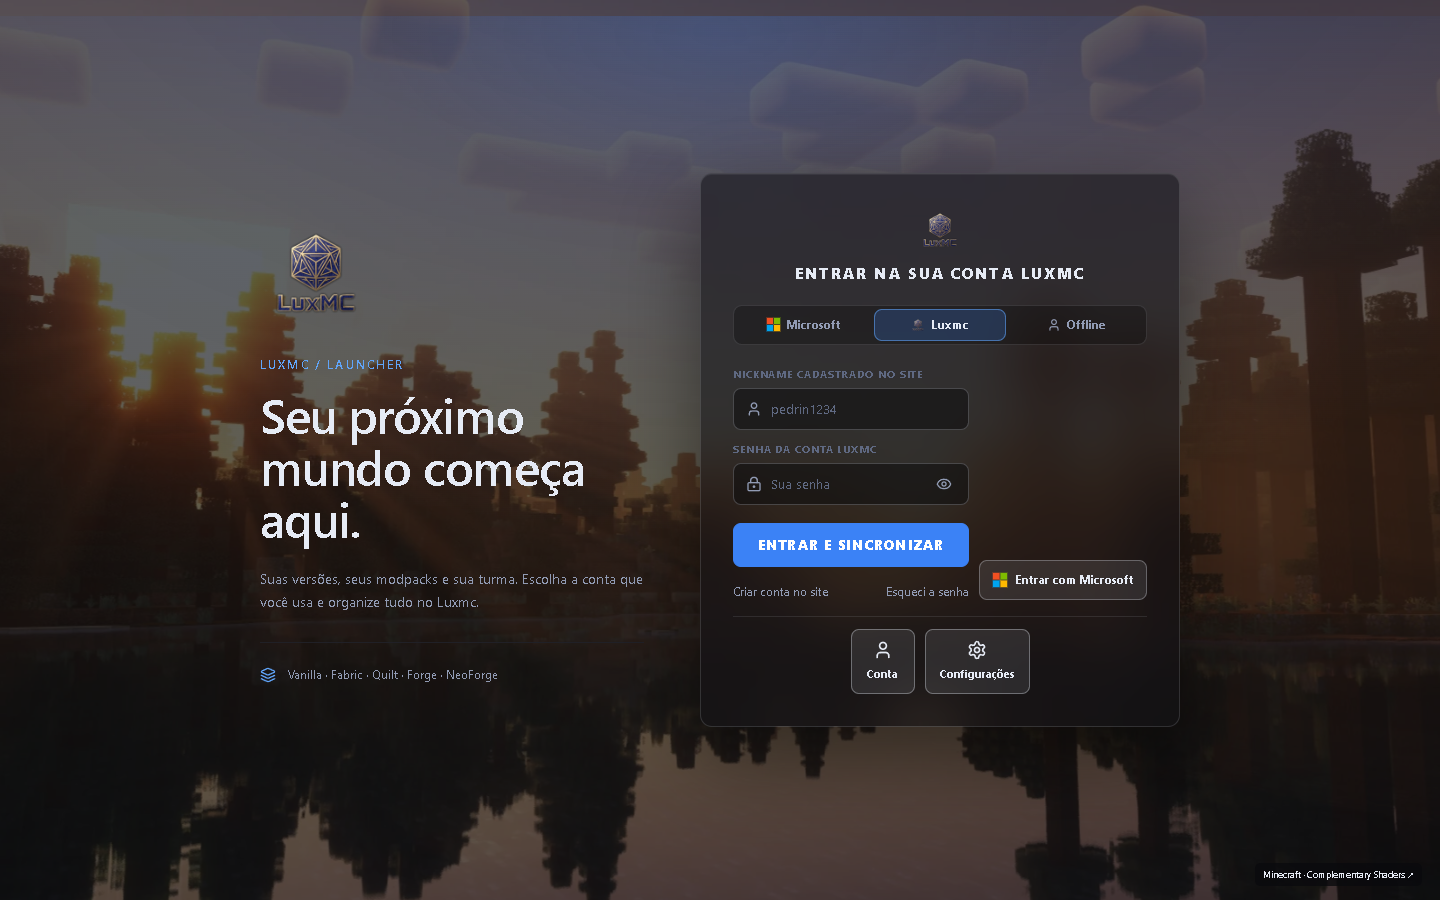 LUXMC
LUXMC / LAUNCHER
Seu próximo
mundo começa
aqui.
Suas versões, seus modpacks e sua turma. Escolha a conta que
você usa e organize tudo no Luxmc.
Vanilla · Fabric · Quilt · Forge · NeoForge
LUXMC
ENTRAR NA SUA CONTA LUXMC
Microsoft
Luxmc
Offline
NICKNAME CADASTRADO NO SITE
pedrin1234
SENHA DA CONTA LUXMC
Sua senha
ENTRAR E SINCRONIZAR
Criar conta no site
Esqueci a senha
Entrar com Microsoft
Conta
Configurações
Minecraft · Complementary Shaders ↗